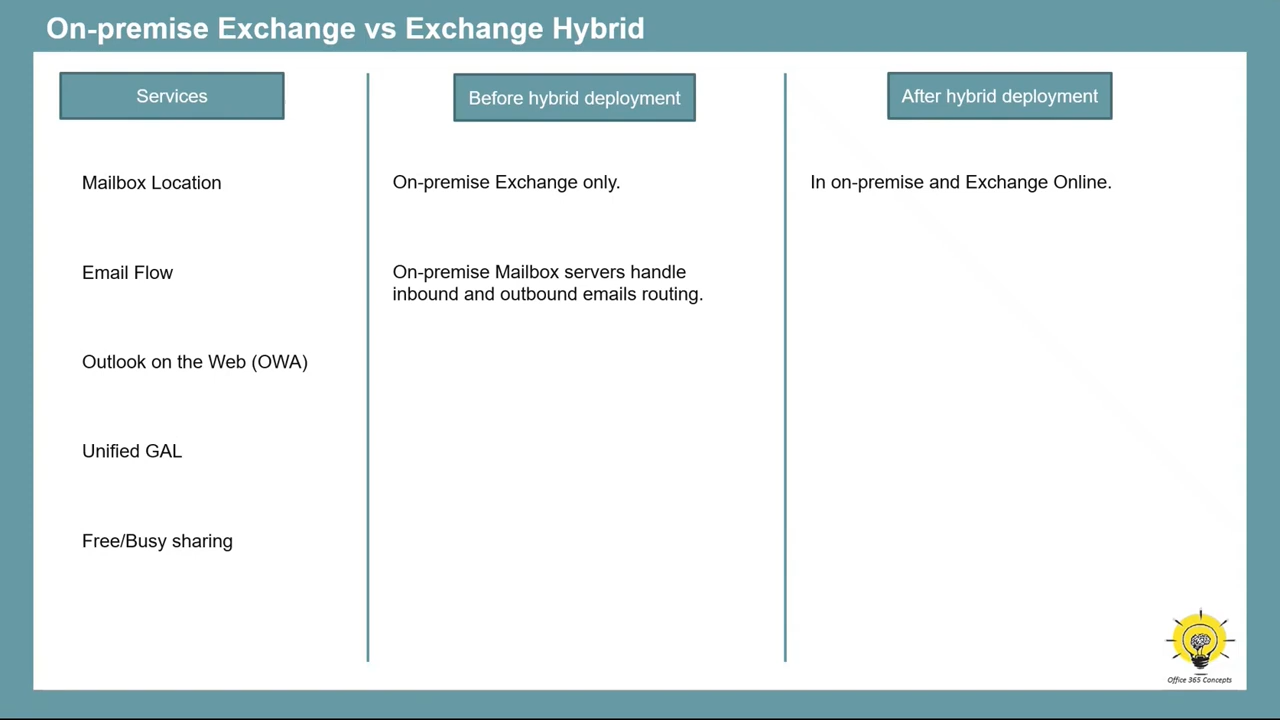 On-premise Exchange vs Exchange Hybrid
Services
Before hybrid deployment
After hybrid deployment
Mailbox Location
On-premise Exchange only.
In on-premise and Exchange Online.
Email Flow
On-premise Mailbox servers handle
inbound and outbound emails routing.
Outlook on the Web (OWA)
Unified GAL
Free/Busy sharing
Office 365 Concepts